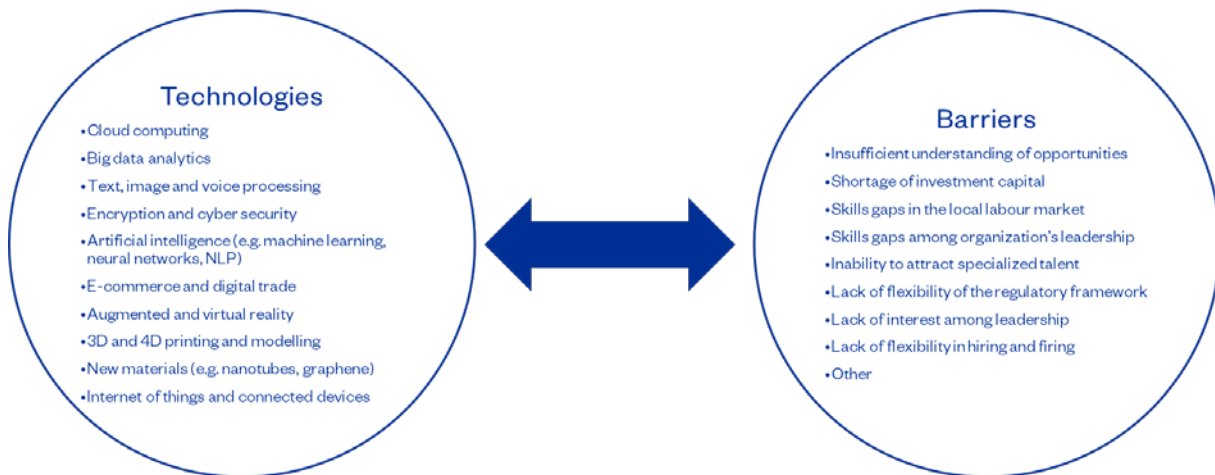 Technologies
•Cloud computing
•Big data analytics
•Text, image and voice processing
•Encryption and cyber security
•Artificial intelligence (e.g. machine learning,
neural networks, NLP)
•E-commerce and digital trade
•Augmented and virtual reality
•3D and 4D printing and modelling
•New materials (e.g. nanotubes, graphene)
•Internet of things and connected devices
Barriers
•Insufficient understanding of opportunities
•Shortage of investment capital
•Skills gaps in the local labour market
•Skills gaps among organization's leadership
•Inability to attract specialized talent
•Lack of flexibility of the regulatory framework
•Lack of interest among leadership
•Lack of flexibility in hiring and firing
•Other